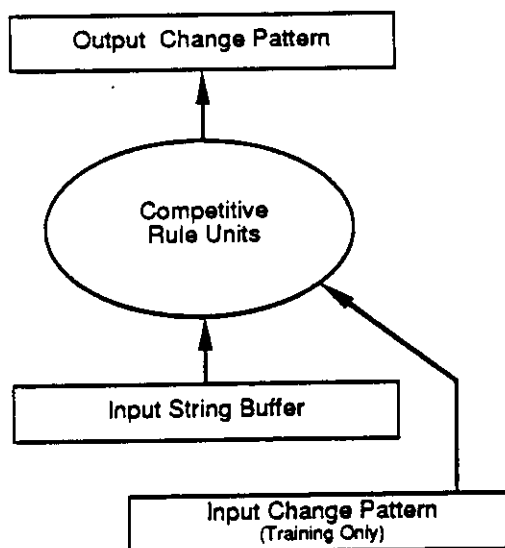 Output Change Pattern
Competitive
Rule Units
Input String Buffer
Input Change Pattern
(Training Only)